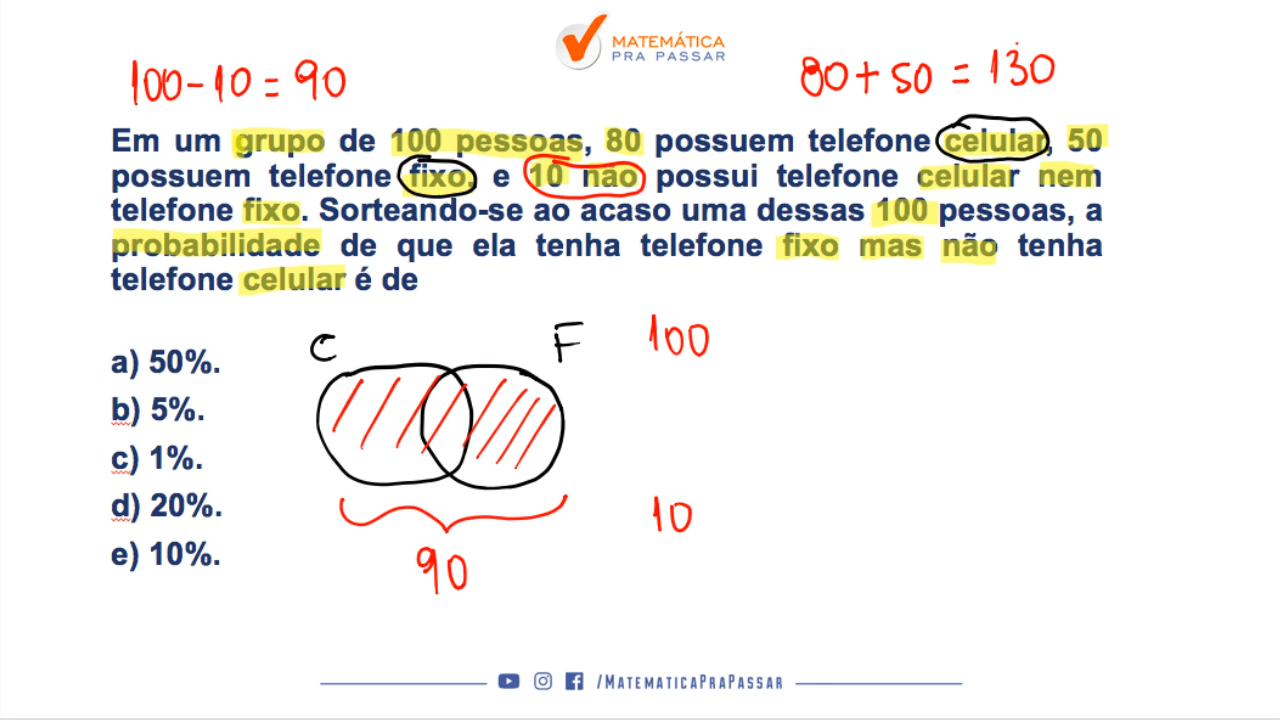 MATEMÁTICA
PRA PASSAR
100-10=90
80+50=130
Em um grupo de 100 pessoas, 80 possuem telefone celular, 50
possuem telefone fixo, e 10 não possui telefone celular nem
telefone fixo. Sorteando-se ao acaso uma dessas 100 pessoas, a
probabilidade de que ela tenha telefone fixo mas não tenha
telefone celular é de
C
F
100
a) 50%.
b) 5%.
c) 1%.
d) 20%.
e) 10%.
10
90
/MATEMATICAPRAPASSAR